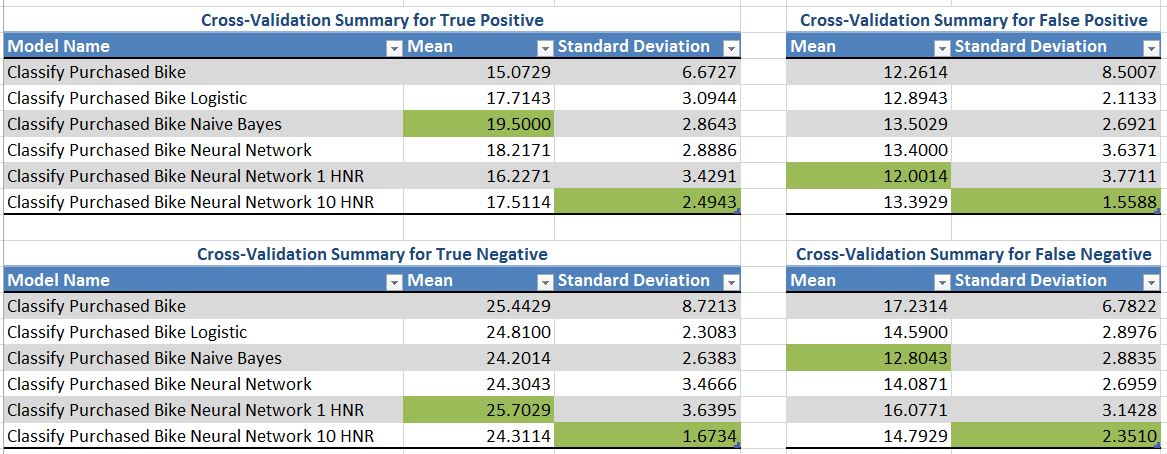 Cross-Validation Summary for True Positive Cross-Validation Summary for False Positive
Model Name Mean Standard Deviation Mean Standard Deviation
Classify Purchased Bike 15.0729 6.6727 12.2614 8.5007
Classify Purchased Bike Logistic 17.7143 3.0944 12.8943 2.1133
Classify Purchased Bike Naive Bayes 19.5000 2.8643 13.5029 2.6921
Classify Purchased Bike Neural Network 18.2171 2.8886 13.4000 3.6371
Classify Purchased Bike Neural Network 1 HNR 16.2271 3.4291 12.0014 3.7711
Classify Purchased Bike Neural Network 10 HNR 17.5114 2.4943 13.3929 1.5588
Cross-Validation Summary for True Negative Cross-Validation Summary for False Negative
Model Name Mean Standard Deviation Mean Standard Deviation
Classify Purchased Bike 25.4429 8.7213 17.2314 6.7822
Classify Purchased Bike Logistic 24.8100 2.3083 14.5900 2.8976
Classify Purchased Bike Naive Bayes 24.2014 2.6383 12.8043 2.8835
Classify Purchased Bike Neural Network 24.3043 3.4666 14.0871 2.6959
Classify Purchased Bike Neural Network 1 HNR 25.7029 3.6395 16.0771 3.1428
Classify Purchased Bike Neural Network 10 HNR 24.3114 1.6734 14.7929 2.3510